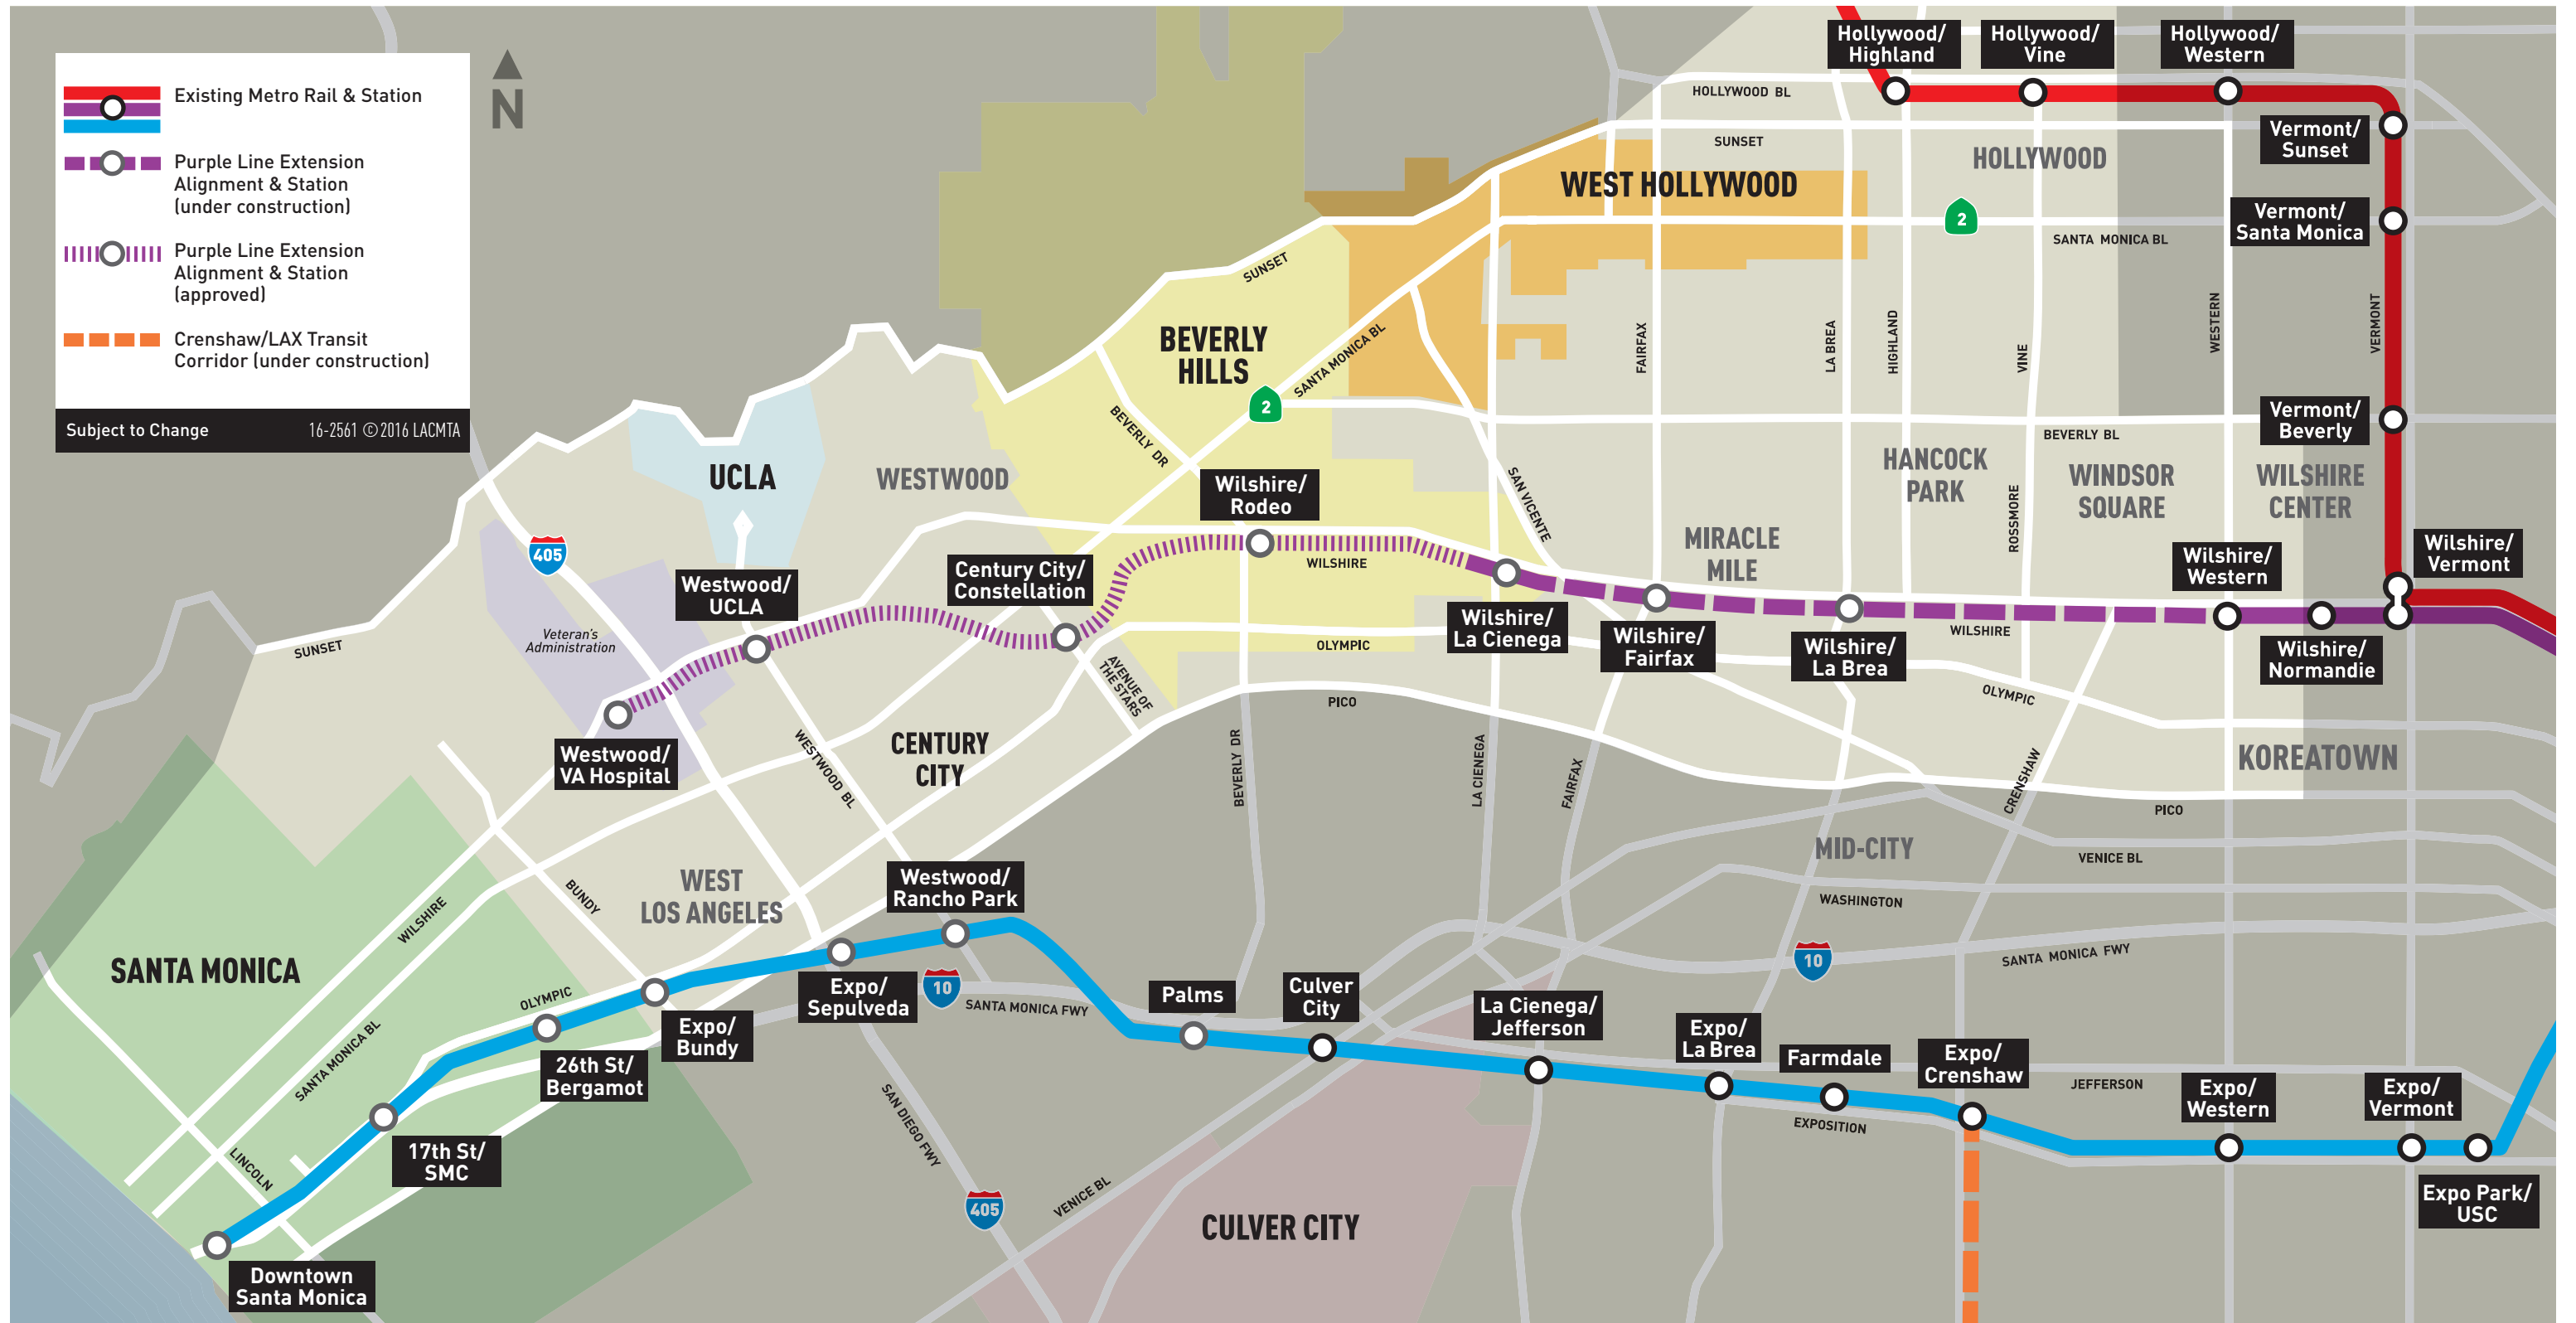 Existing Metro Rail & Station
Purple Line Extension
Alignment & Station
(under construction)
Purple Line Extension
Alignment & Station
(approved)
Crenshaw/LAX Transit
Corridor (under construction)
Subject to Change
16-2561 ©2016 LACMTA
N
Hollywood/
Highland
Hollywood/
Vine
Hollywood/
Western
HOLLYWOOD BL
Vermont/
Sunset
SUNSET
HOLLYWOOD
WEST HOLLYWOOD
2
Vermont/
Santa Monica
SANTA MONICA BL
SUNSET
BEVERLY
HILLS
SANTA MONICA BL
2
FAIRFAX
LA BREA
HIGHLAND
VINE
WESTERN
VERMONT
BEVERLY DR
Vermont/
Beverly
BEVERLY BL
UCLA
WESTWOOD
Wilshire/
Rodeo
SAN VICENTE
HANCOCK
PARK
ROSSMORE
WINDSOR
SQUARE
WILSHIRE
CENTER
405
MIRACLE
MILE
Wilshire/
Western
Wilshire/
Vermont
Century City/
Constellation
WILSHIRE
Westwood/
UCLA
Veteran's
Administration
SUNSET
Wilshire/
La Cienega
Wilshire/
Fairfax
Wilshire/
La Brea
WILSHIRE
Wilshire/
Normandie
OLYMPIC
AVENUE OF
THE STARS
PICO
OLYMPIC
Westwood/
VA Hospital
WESTWOOD BL
CENTURY
CITY
BEVERLY DR
LA CIENEGA
FAIRFAX
CRENSHAW
KOREATOWN
PICO
MID-CITY
VENICE BL
WEST
LOS ANGELES
BUNDY
WILSHIRE
Westwood/
Rancho Park
WASHINGTON
SANTA MONICA
OLYMPIC
SANTA MONICA BL
Expo/
Sepulveda
10
SANTA MONICA FWY
10
SANTA MONICA FWY
Palms
Culver
City
La Cienega/
Jefferson
Expo/
Bundy
Expo/
La Brea
Farmdale
Expo/
Crenshaw
JEFFERSON
26th St/
Bergamot
Expo/
Western
Expo/
Vermont
EXPOSITION
SAN DIEGO FWY
17th St/
SMC
LINCOLN
VENICE BL
405
CULVER CITY
Expo Park/
USC
Downtown
Santa Monica